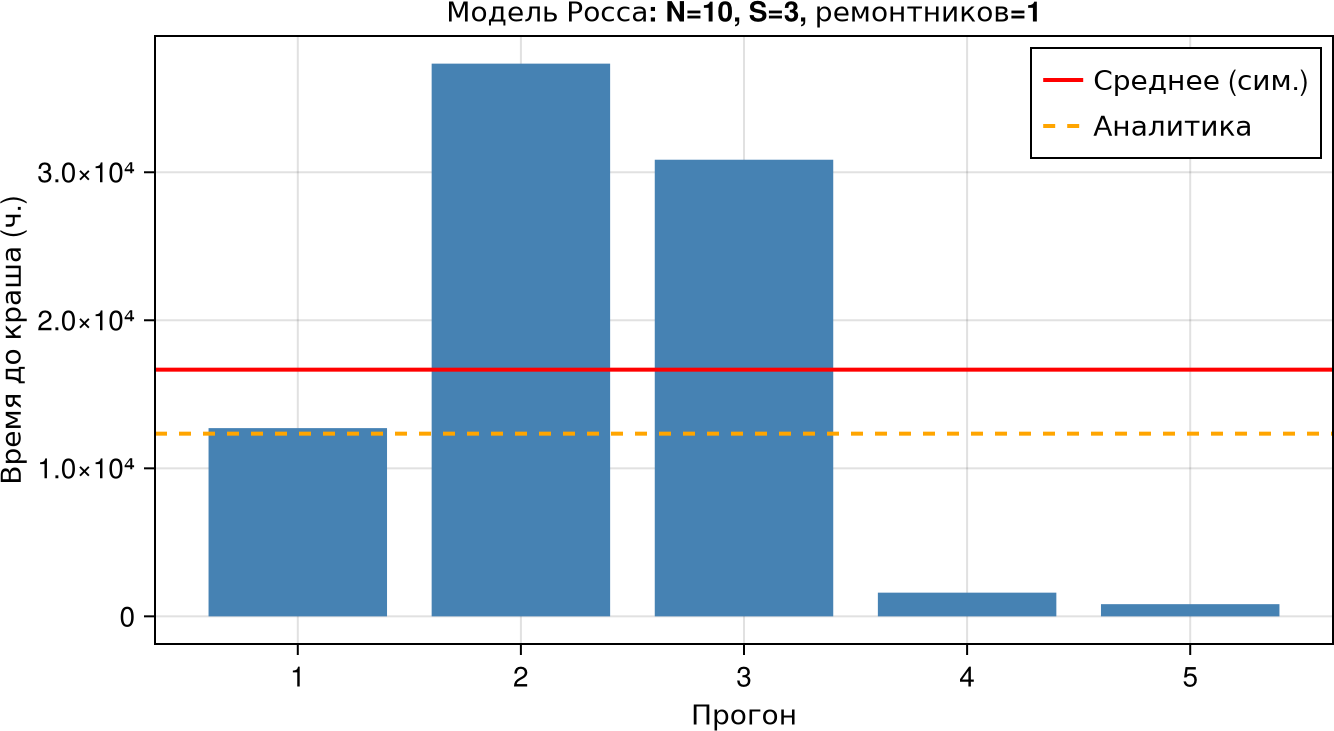 Модель Росса: N=10, S=3, ремонтников=1
Среднее (сим.)
Аналитика
Время до краша (ч.)
3.0×10⁴
2.0×10⁴
1.0×10⁴
0
1
2
3
4
5
Прогон